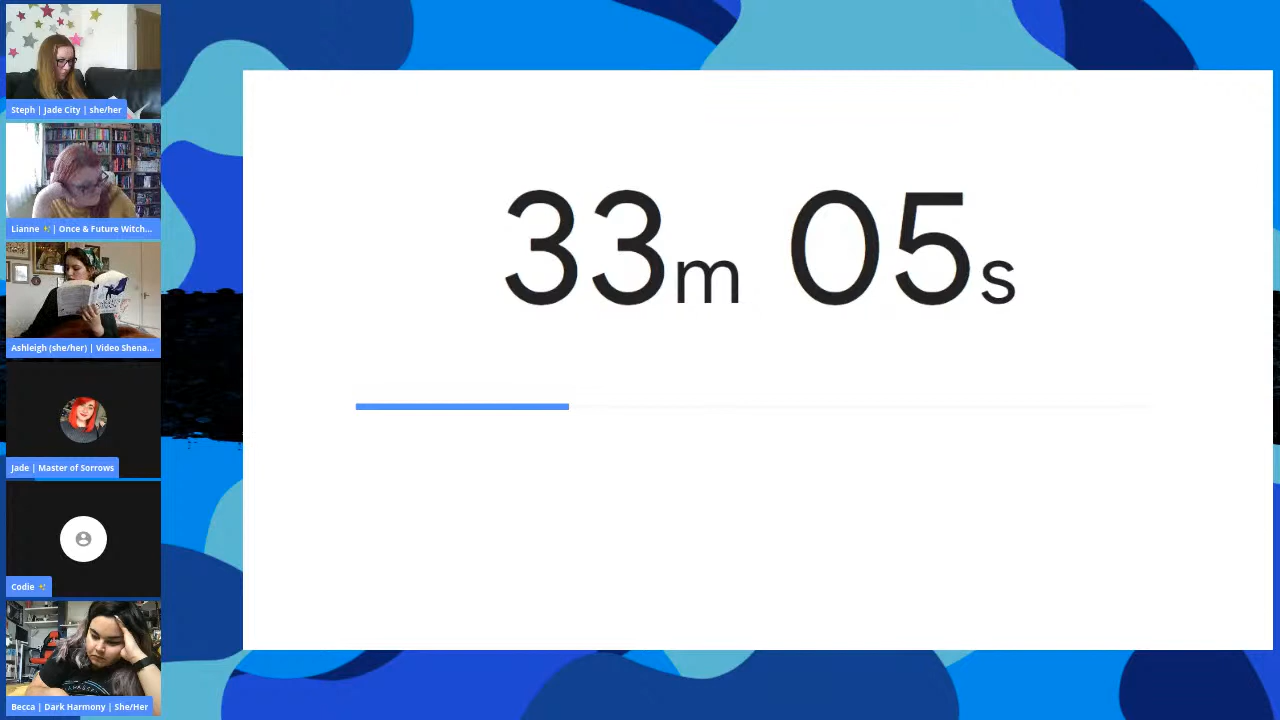 Steph | Jade City | she/her
Lianne ✨ | Once & Future Witch...
Ashleigh (she/her) | Video Shena...
Jade | Master of Sorrows
Codie ✨
Becca | Dark Harmony | She/Her
33m 05s